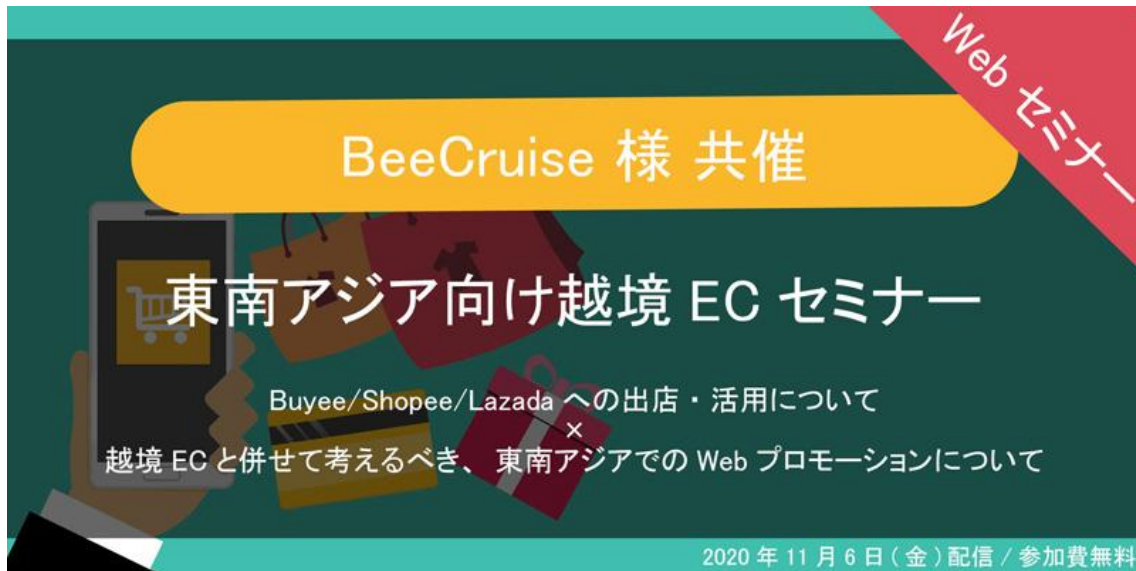 Web セミナー
BeeCruise 様 共催
東南アジア向け越境 EC セミナー
Buyee/Shopee/Lazada への出店・活用について
×
越境 EC と併せて考えるべき、東南アジアでの Web プロモーションについて
2020 年 11 月 6 日(金)配信 / 参加費無料